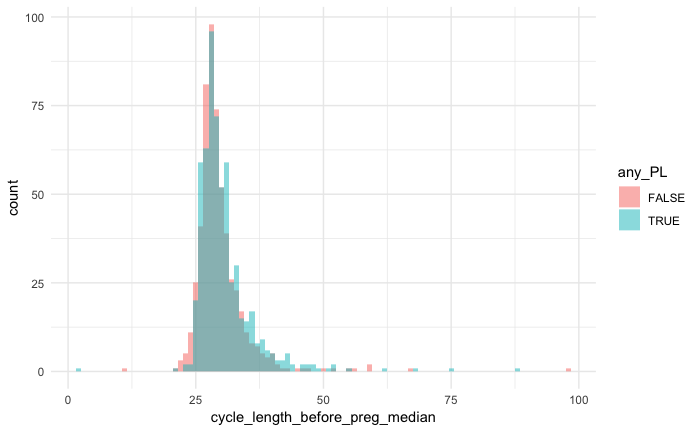 100
75
50
25
0
count
0 25 50 75 100
cycle_length_before_preg_median
any_PL
FALSE
TRUE